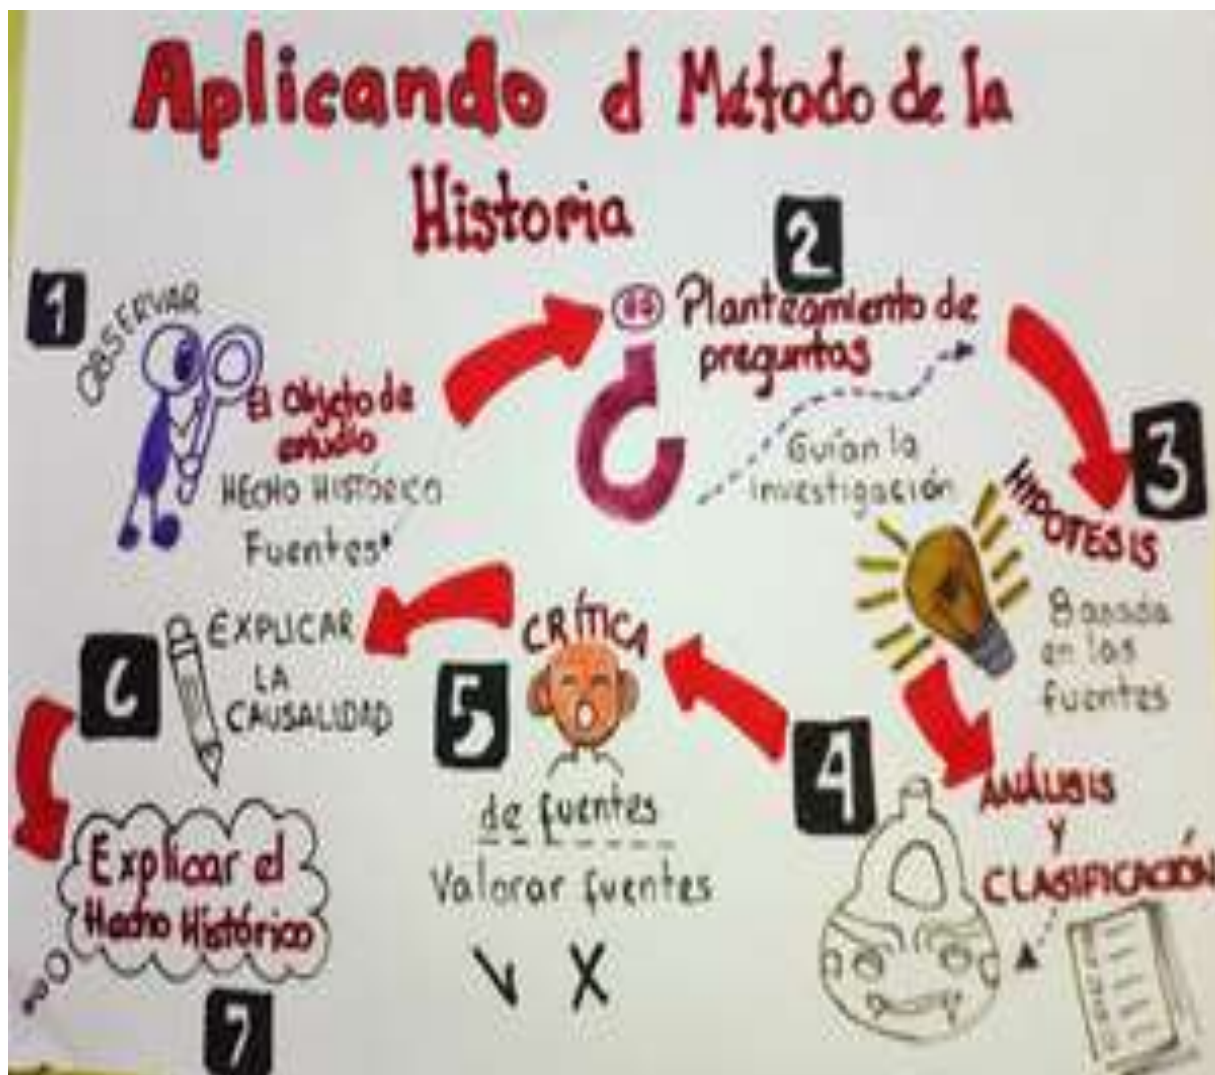 Aplicando el Método de la
Historia
1
OBSERVAR
El Objeto de
estudio
HECHO HISTÓRICO
Fuentes*
2
Planteamiento de
preguntas
Guían la
investigación
3
HIPOTESIS
Basada
en las
fuentes
4
ANÁLISIS
Y
CLASIFICACIÓN
5
CRÍTICA
de fuentes
Valorar fuentes
V X
6
EXPLICAR
LA
CAUSALIDAD
Explicar el
Hecho Histórico
7